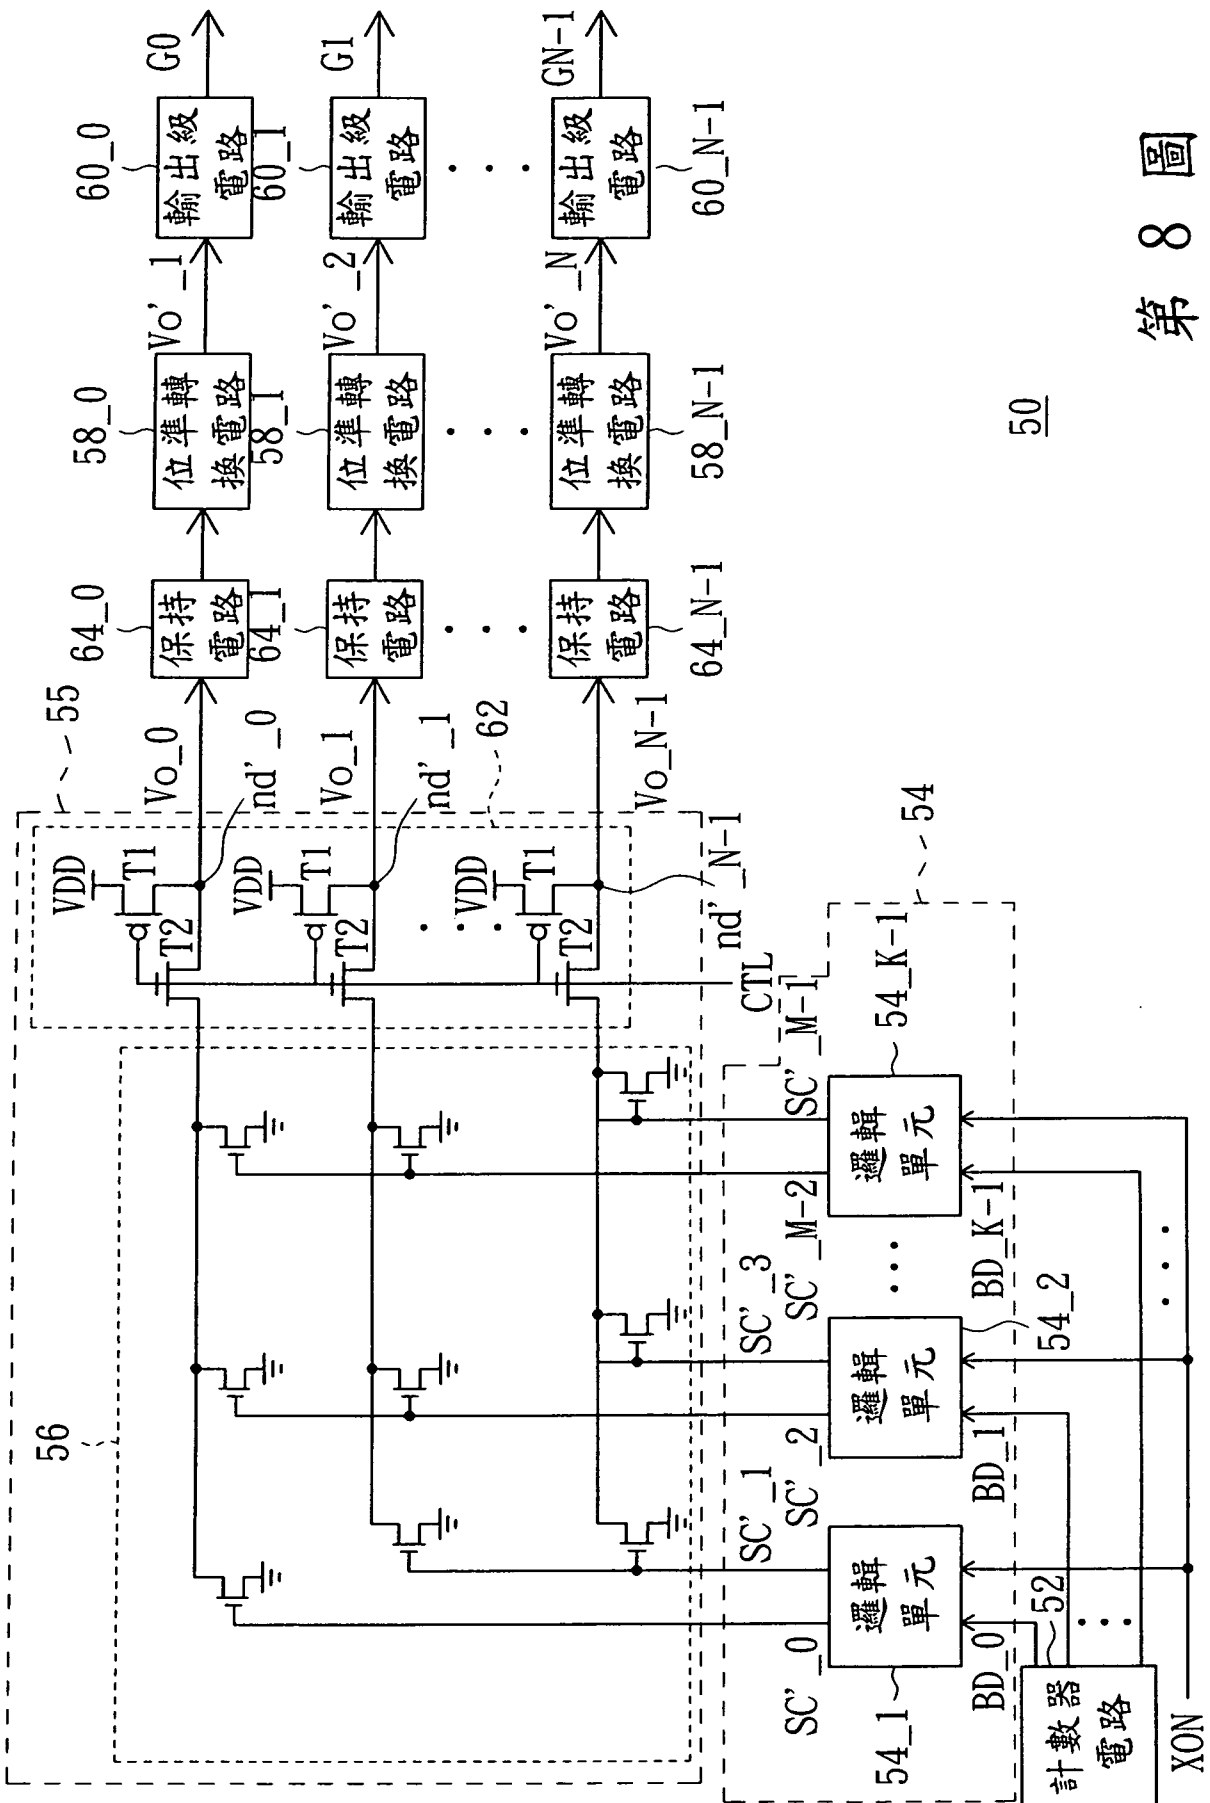 XON
計數器
電路
52
BD_0
BD_1
BD_K-1
54_1
邏輯
單元
54_2
邏輯
單元
54_K-1
邏輯
單元
54
SC'_0
SC'_1
SC'_2
SC'_3
SC'_M-2
SC'_M-1
56
55
62
CTL
VDD
T1
T2
VDD
T1
T2
VDD
T1
T2
nd'_0
nd'_1
nd'_N-1
Vo_0
Vo_1
Vo_N-1
64_0
保持
電路
64_1
保持
電路
64_N-1
保持
電路
58_0
位準轉
換電路
58_1
位準轉
換電路
58_N-1
位準轉
換電路
Vo'_1
Vo'_2
Vo'_N
60_0
輸出級
電路
60_1
輸出級
電路
60_N-1
輸出級
電路
G0
G1
GN-1
50
第 8 圖